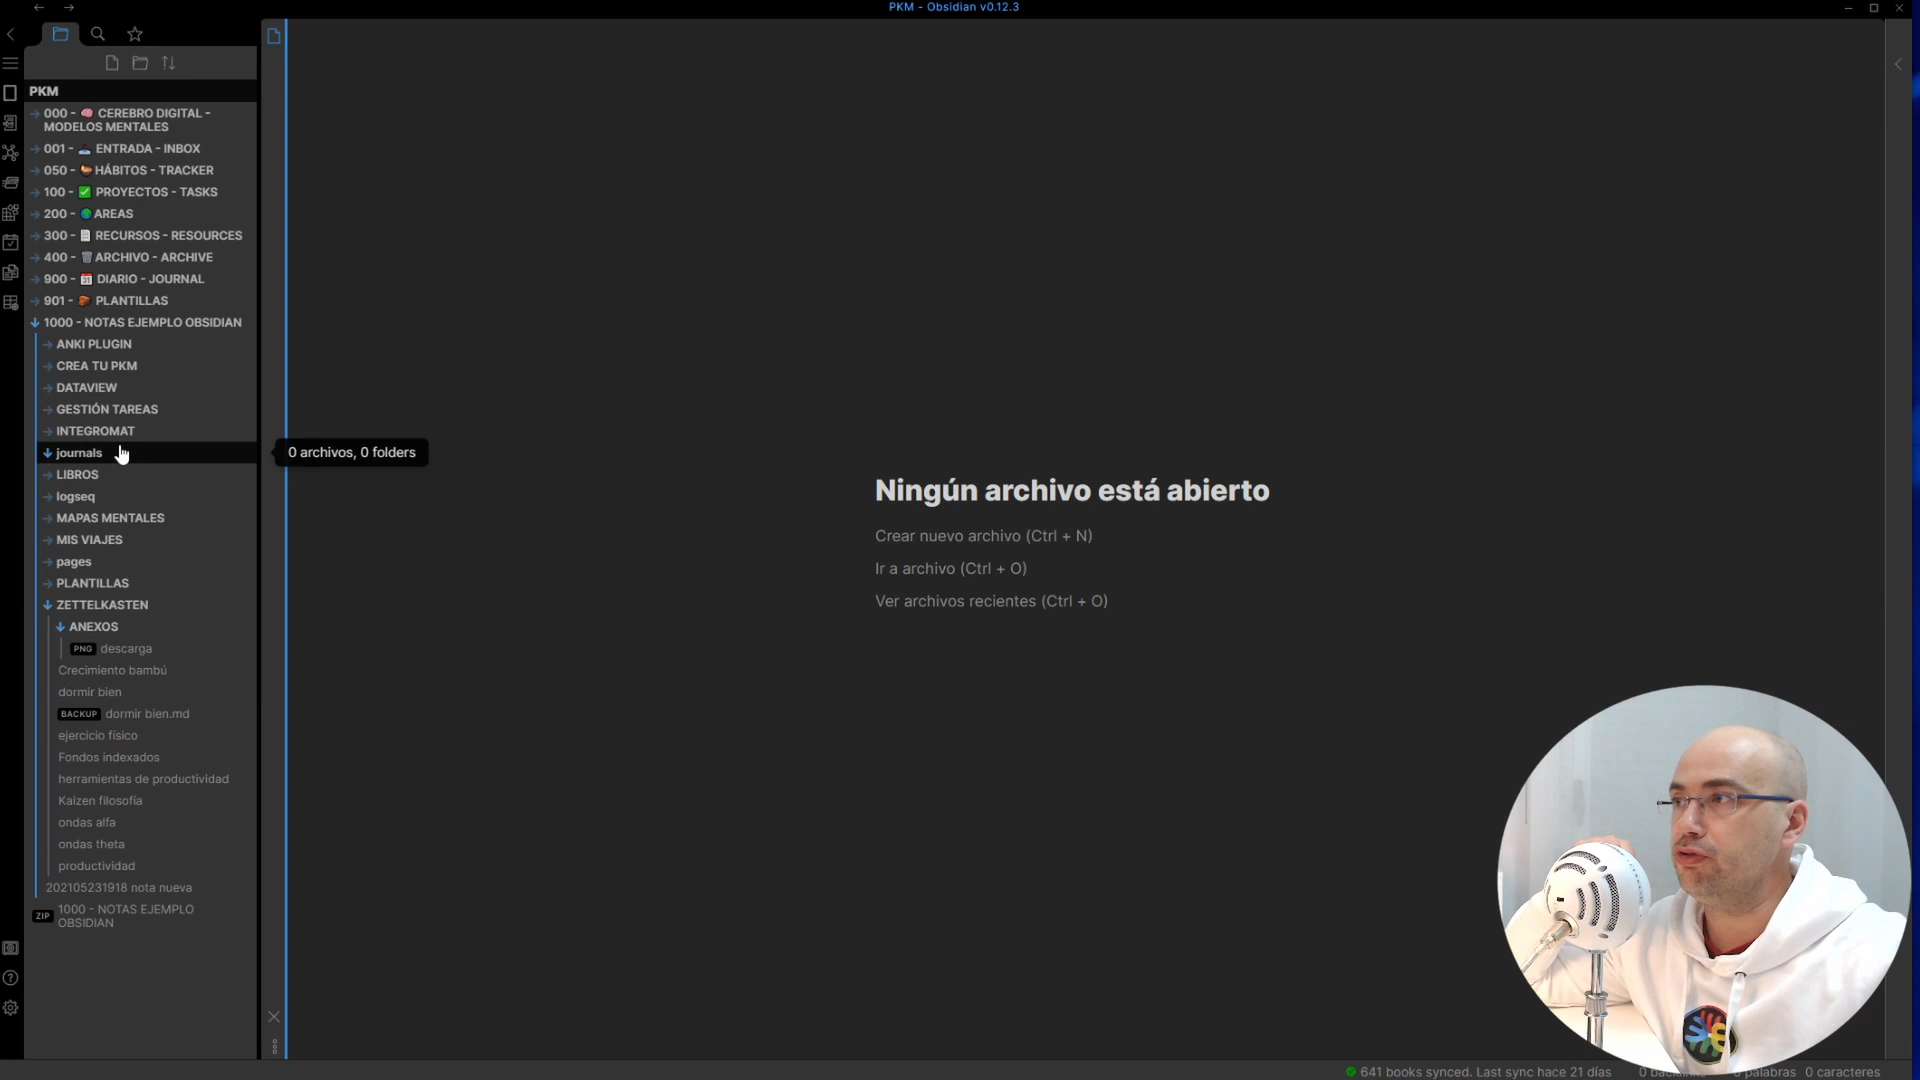 PKM - Obsidian v0.12.3
PKM
000 - 🧠 CEREBRO DIGITAL -
MODELOS MENTALES
001 - 📥 ENTRADA - INBOX
050 - HÁBITOS - TRACKER
100 - ✅ PROYECTOS - TASKS
200 - 🌍 AREAS
300 - 📄 RECURSOS - RESOURCES
400 - 🗑 ARCHIVO - ARCHIVE
900 - 📅 DIARIO - JOURNAL
901 - 🧱 PLANTILLAS
1000 - NOTAS EJEMPLO OBSIDIAN
ANKI PLUGIN
CREA TU PKM
DATAVIEW
GESTIÓN TAREAS
INTEGROMAT
journals
0 archivos, 0 folders
LIBROS
logseq
MAPAS MENTALES
MIS VIAJES
pages
PLANTILLAS
ZETTELKASTEN
ANEXOS
PNG descarga
Crecimiento bambú
dormir bien
BACKUP dormir bien.md
ejercicio físico
Fondos indexados
herramientas de productividad
Kaizen filosofía
ondas alfa
ondas theta
productividad
202105231918 nota nueva
ZIP 1000 - NOTAS EJEMPLO
OBSIDIAN
Ningún archivo está abierto
Crear nuevo archivo (Ctrl + N)
Ir a archivo (Ctrl + O)
Ver archivos recientes (Ctrl + O)
641 books synced. Last sync hace 21 días
palabras 0 caracteres